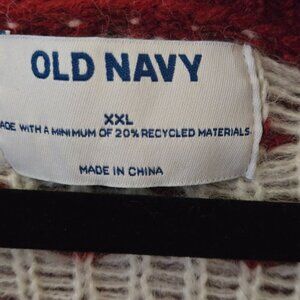 OLD NAVY
XXL
ADE WITH A MINIMUM OF 20% RECYCLED MATERIALS
MADE IN CHINA